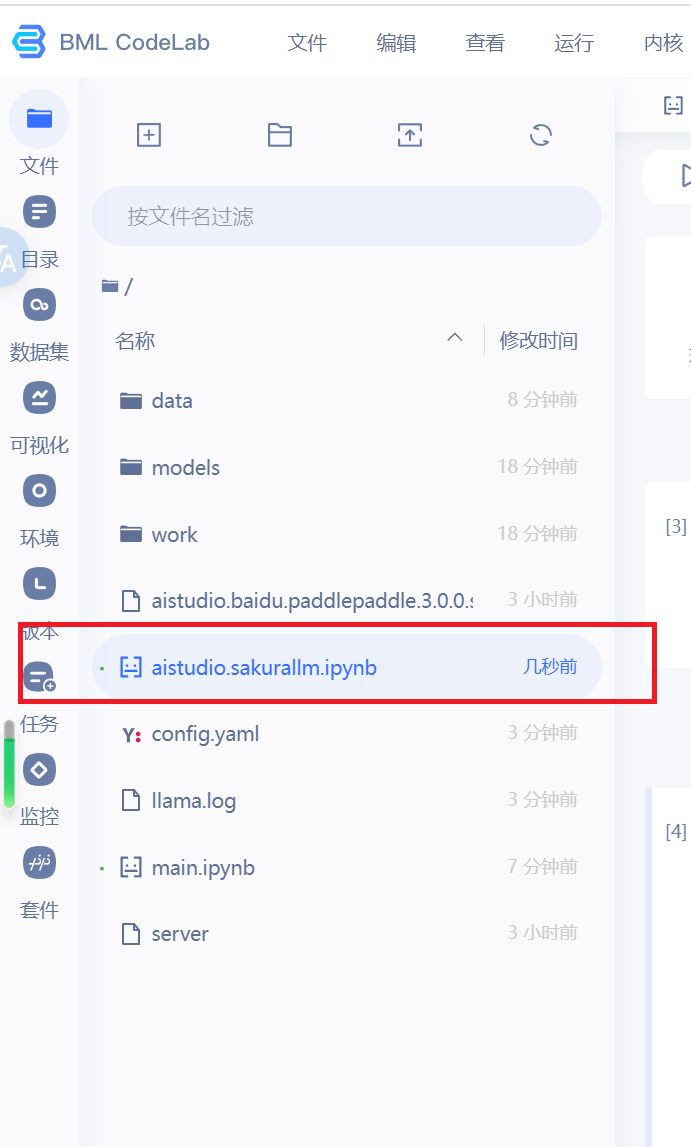 BML CodeLab 文件 编辑 查看 运行 内核
文件
目录
数据集
可视化
环境
版本
任务
监控
套件
按文件名过滤
/
名称 修改时间
data 8 分钟前
models 18 分钟前
work 18 分钟前
aistudio.baidu.paddlepaddle.3.0.0.s 3 小时前
aistudio.sakurallm.ipynb 几秒前
Y: config.yaml 3 分钟前
llama.log 3 分钟前
main.ipynb 7 分钟前
server 3 小时前
[3]
[4]